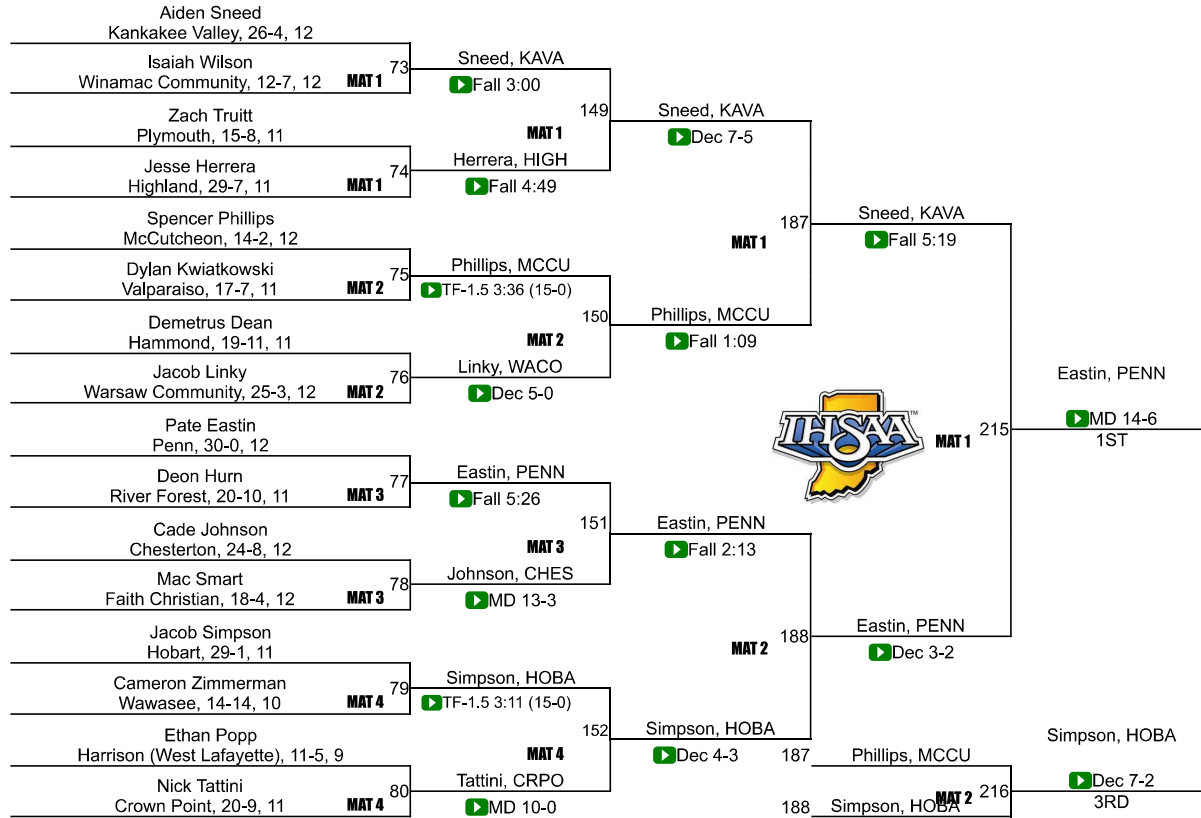 Aiden Sneed
Kankakee Valley, 26-4, 12
Isaiah Wilson
Winamac Community, 12-7, 12
MAT 1
73
Sneed, KAVA
Fall 3:00
Zach Truitt
Plymouth, 15-8, 11
Jesse Herrera
Highland, 29-7, 11
MAT 1
74
Herrera, HIGH
Fall 4:49
149
MAT 1
Sneed, KAVA
Dec 7-5
Spencer Phillips
McCutcheon, 14-2, 12
Dylan Kwiatkowski
Valparaiso, 17-7, 11
MAT 2
75
Phillips, MCCU
TF-1.5 3:36 (15-0)
Demetrus Dean
Hammond, 19-11, 11
Jacob Linky
Warsaw Community, 25-3, 12
MAT 2
76
Linky, WACO
Dec 5-0
150
MAT 2
Phillips, MCCU
Fall 1:09
187
MAT 1
Sneed, KAVA
Fall 5:19
Pate Eastin
Penn, 30-0, 12
Deon Hurn
River Forest, 20-10, 11
MAT 3
77
Eastin, PENN
Fall 5:26
Cade Johnson
Chesterton, 24-8, 12
Mac Smart
Faith Christian, 18-4, 12
MAT 3
78
Johnson, CHES
MD 13-3
151
MAT 3
Eastin, PENN
Fall 2:13
Jacob Simpson
Hobart, 29-1, 11
Cameron Zimmerman
Wawasee, 14-14, 10
MAT 4
79
Simpson, HOBA
TF-1.5 3:11 (15-0)
Ethan Popp
Harrison (West Lafayette), 11-5, 9
Nick Tattini
Crown Point, 20-9, 11
MAT 4
80
Tattini, CRPO
MD 10-0
152
MAT 4
Simpson, HOBA
Dec 4-3
188
MAT 2
Eastin, PENN
Dec 3-2
IHSAA™
MAT 1
215
Eastin, PENN
MD 14-6
1ST
187
Phillips, MCCU
188
Simpson, HOBA
MAT 2
216
Simpson, HOBA
Dec 7-2
3RD